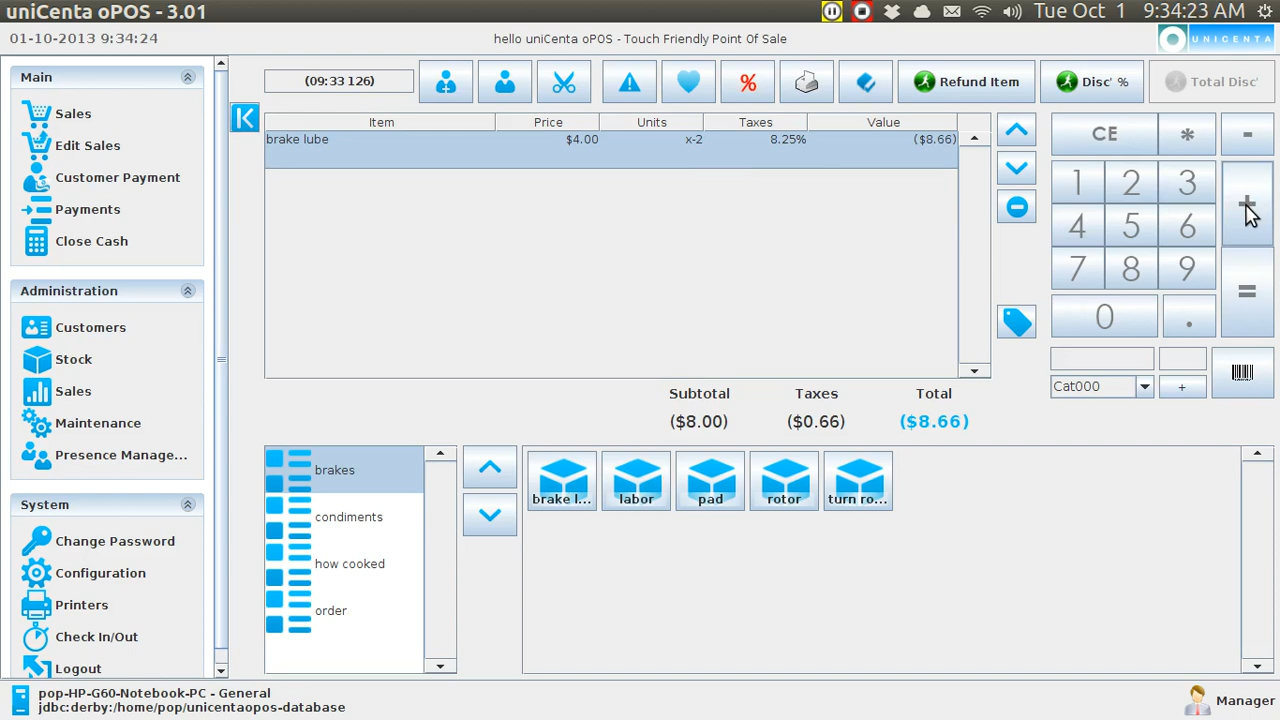 uniCenta oPOS - 3.01
Tue Oct 1 9:34:23 AM
01-10-2013 9:34:24
hello uniCenta oPOS - Touch Friendly Point Of Sale
UNICENTA
Main
Sales
Edit Sales
Customer Payment
Payments
Close Cash
Administration
Customers
Stock
Sales
Maintenance
Presence Manage...
System
Change Password
Configuration
Printers
Check In/Out
Logout
(09:33 126)
%
Refund Item
Disc' %
Total Disc'
Item Price Units Taxes Value
brake lube $4.00 x-2 8.25% ($8.66)
Subtotal Taxes Total
($8.00) ($0.66) ($8.66)
CE * -
1 2 3 +
4 5 6
7 8 9 =
0 .
Cat000 +
brakes
condiments
how cooked
order
brake l... labor pad rotor turn ro...
pop-HP-G60-Notebook-PC - General
jdbc:derby:/home/pop/unicentaopos-database
Manager